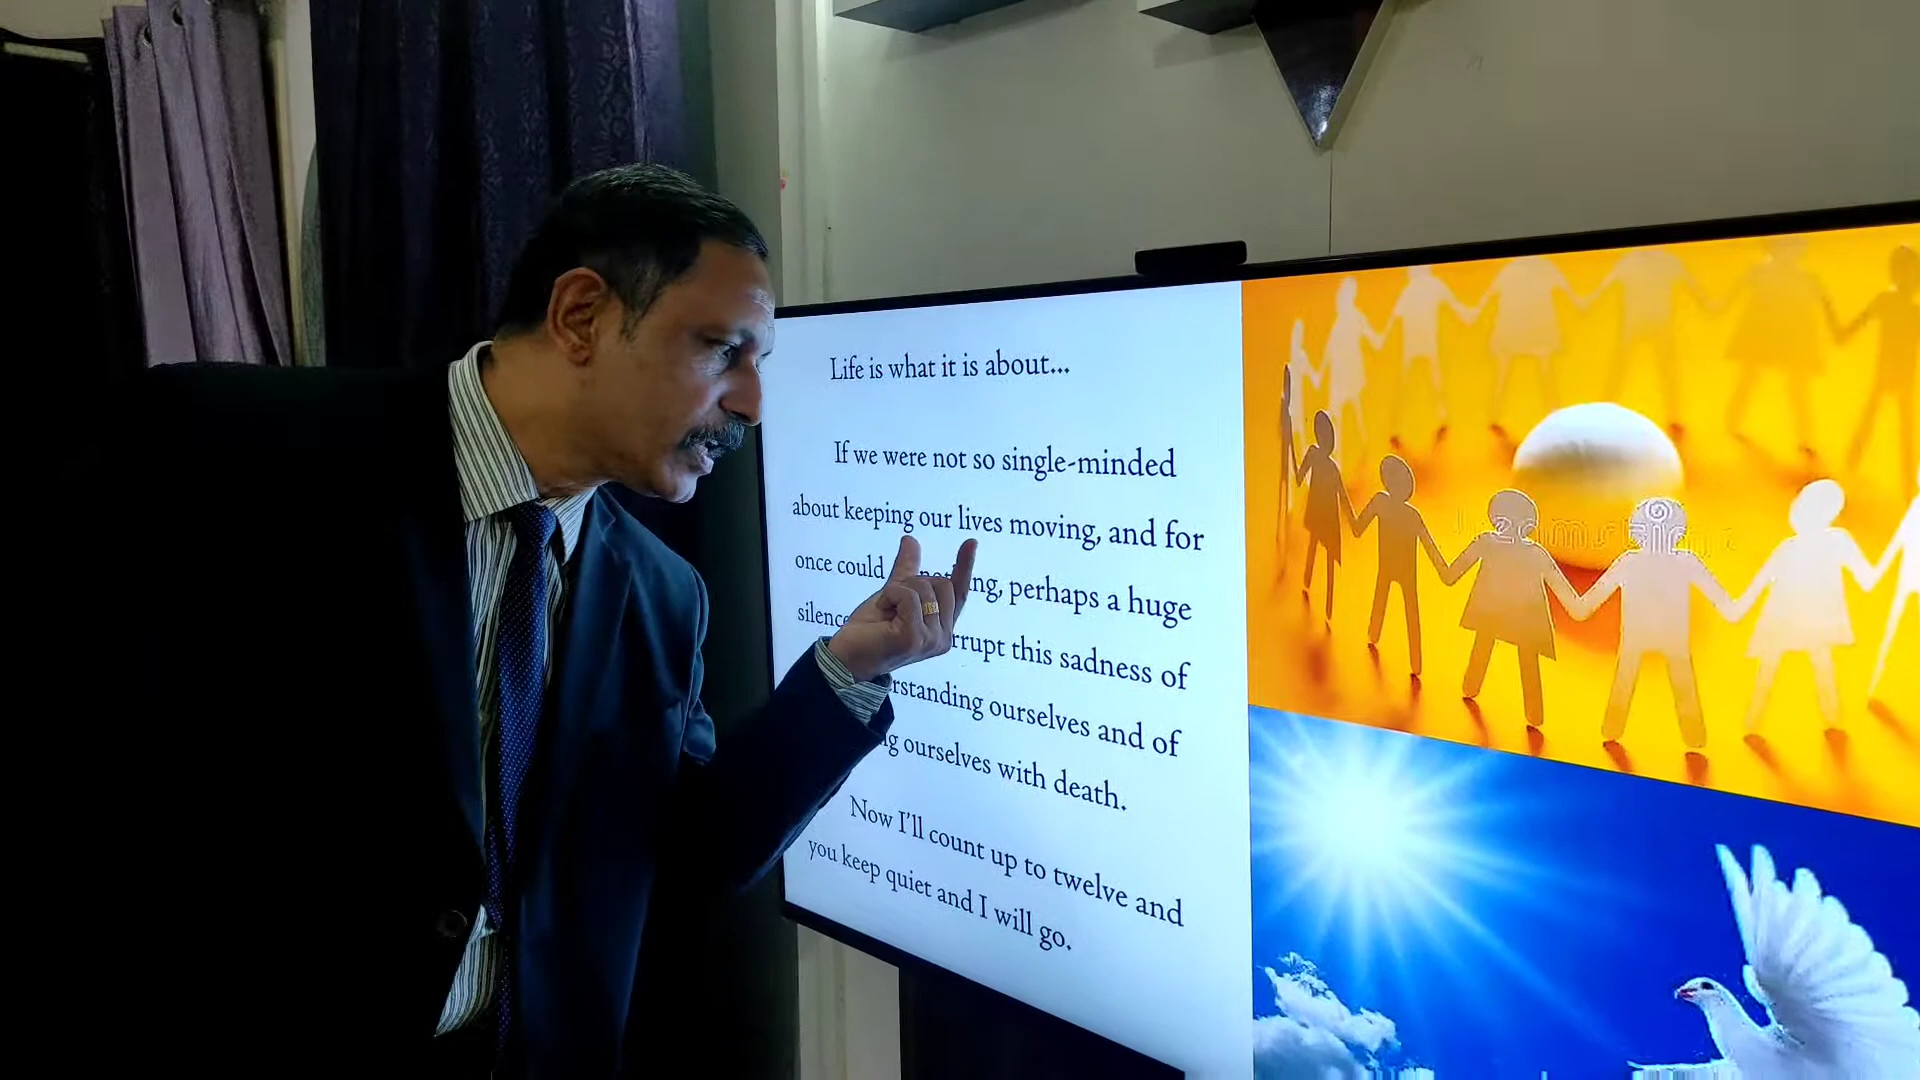 Life is what it is about...
If we were not so single-minded
about keeping our lives moving, and for
once could ng, perhaps a huge
silence rrupt this sadness of
rstanding ourselves and of
ng ourselves with death.
Now I'll count up to twelve and
you keep quiet and I will go.